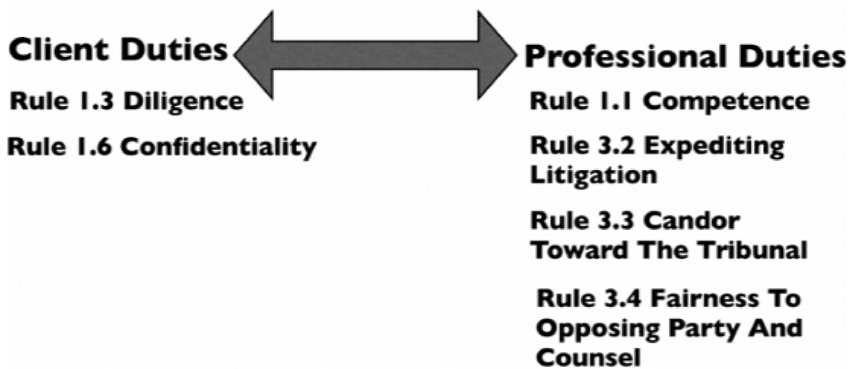 Client Duties
Rule 1.3 Diligence
Rule 1.6 Confidentiality
Professional Duties
Rule 1.1 Competence
Rule 3.2 Expediting
Litigation
Rule 3.3 Candor
Toward The Tribunal
Rule 3.4 Fairness To
Opposing Party And
Counsel